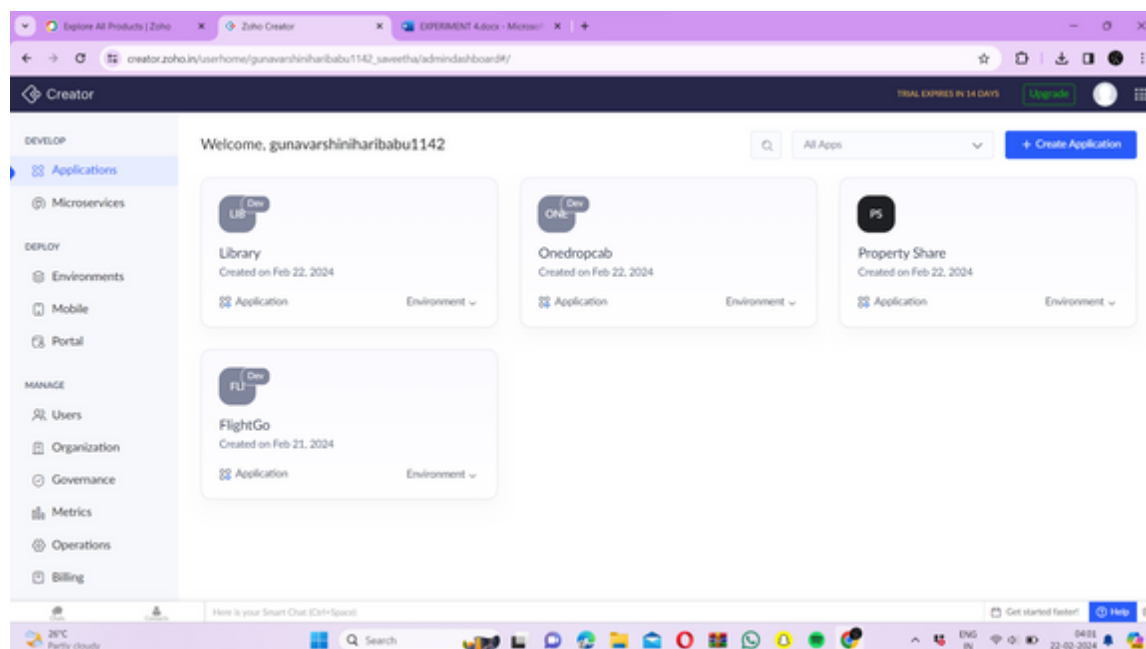 Explore All Products | Zoho
Zoho Creator
EXPERIMENT 4.docx - Microsof
creator.zoho.in/userhome/gunavarshiniharibabu1142_saveetha/admindashboard#/
Creator
TRIAL EXPIRES IN 14 DAYS
Upgrade
DEVELOP
Applications
Microservices
DEPLOY
Environments
Mobile
Portal
MANAGE
Users
Organization
Governance
Metrics
Operations
Billing
Welcome, gunavarshiniharibabu1142
All Apps
+ Create Application
LIB Dev
Library
Created on Feb 22, 2024
Application Environment
ONE Dev
Onedropcab
Created on Feb 22, 2024
Application Environment
PS
Property Share
Created on Feb 22, 2024
Application Environment
FLI Dev
FlightGo
Created on Feb 21, 2024
Application Environment
Chats
Contacts
Here is your Smart Chat (Ctrl+Space)
Get started faster!
Help
26°C
Partly cloudy
Search
ENG
IN
04:01
22-02-2024